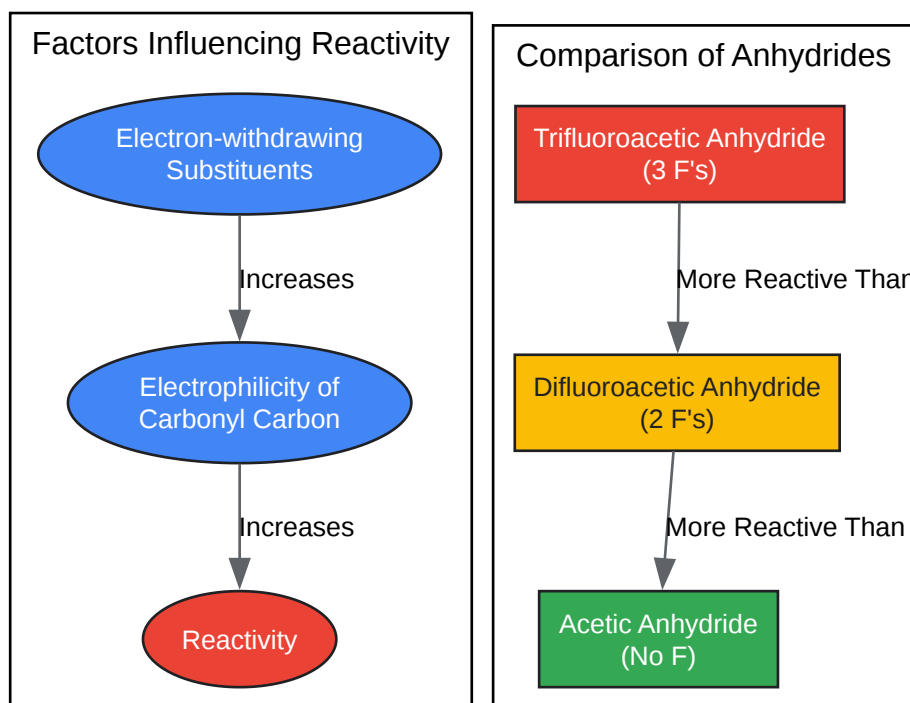 Factors Influencing Reactivity
Electron-withdrawing
Substituents
Increases
Electrophilicity of
Carbonyl Carbon
Increases
Reactivity
Comparison of Anhydrides
Trifluoroacetic Anhydride
(3 F's)
More Reactive Than
Difluoroacetic Anhydride
(2 F's)
More Reactive Than
Acetic Anhydride
(No F)